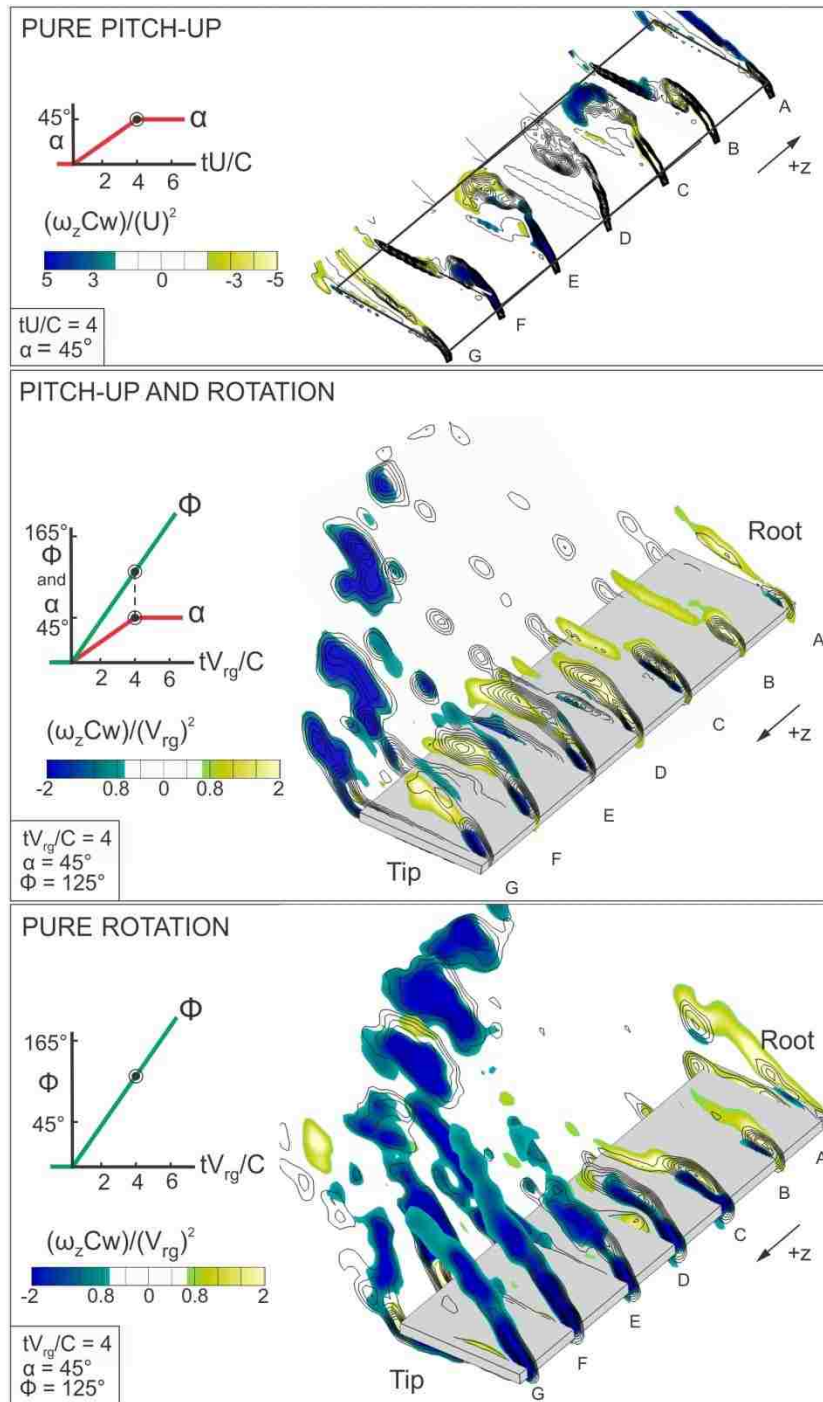 PURE PITCH-UP
45°
α
α
2 4 6 tU/C
(ω_zCw)/(U)²
5 3 0 -3 -5
tU/C = 4
α = 45°
A
B
C
D
E
F
G
+z
PITCH-UP AND ROTATION
Φ
165°
Φ
and
α
45°
α
2 4 6 tV_rg/C
(ω_zCw)/(V_rg)²
-2 0.8 0 0.8 2
tV_rg/C = 4
α = 45°
Φ = 125°
Root
A
B
C
D
E
F
G
+z
Tip
PURE ROTATION
Φ
165°
Φ
45°
2 4 6 tV_rg/C
(ω_zCw)/(V_rg)²
-2 0.8 0 0.8 2
tV_rg/C = 4
α = 45°
Φ = 125°
Root
A
B
C
D
E
F
G
+z
Tip